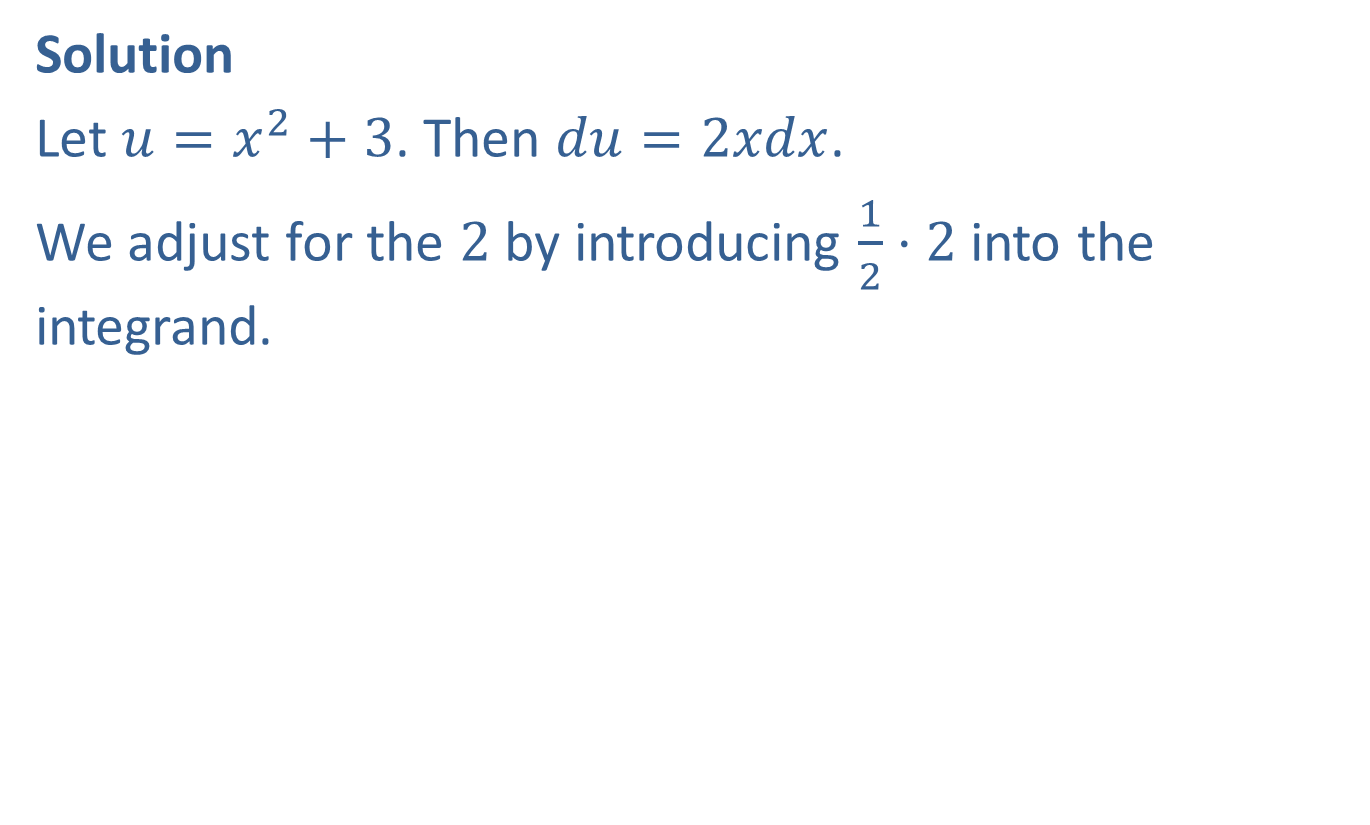 Solution
Let 𝑢 = 𝑥² + 3. Then 𝑑𝑢 = 2𝑥𝑑𝑥.
We adjust for the 2 by introducing 1/2 · 2 into the
integrand.